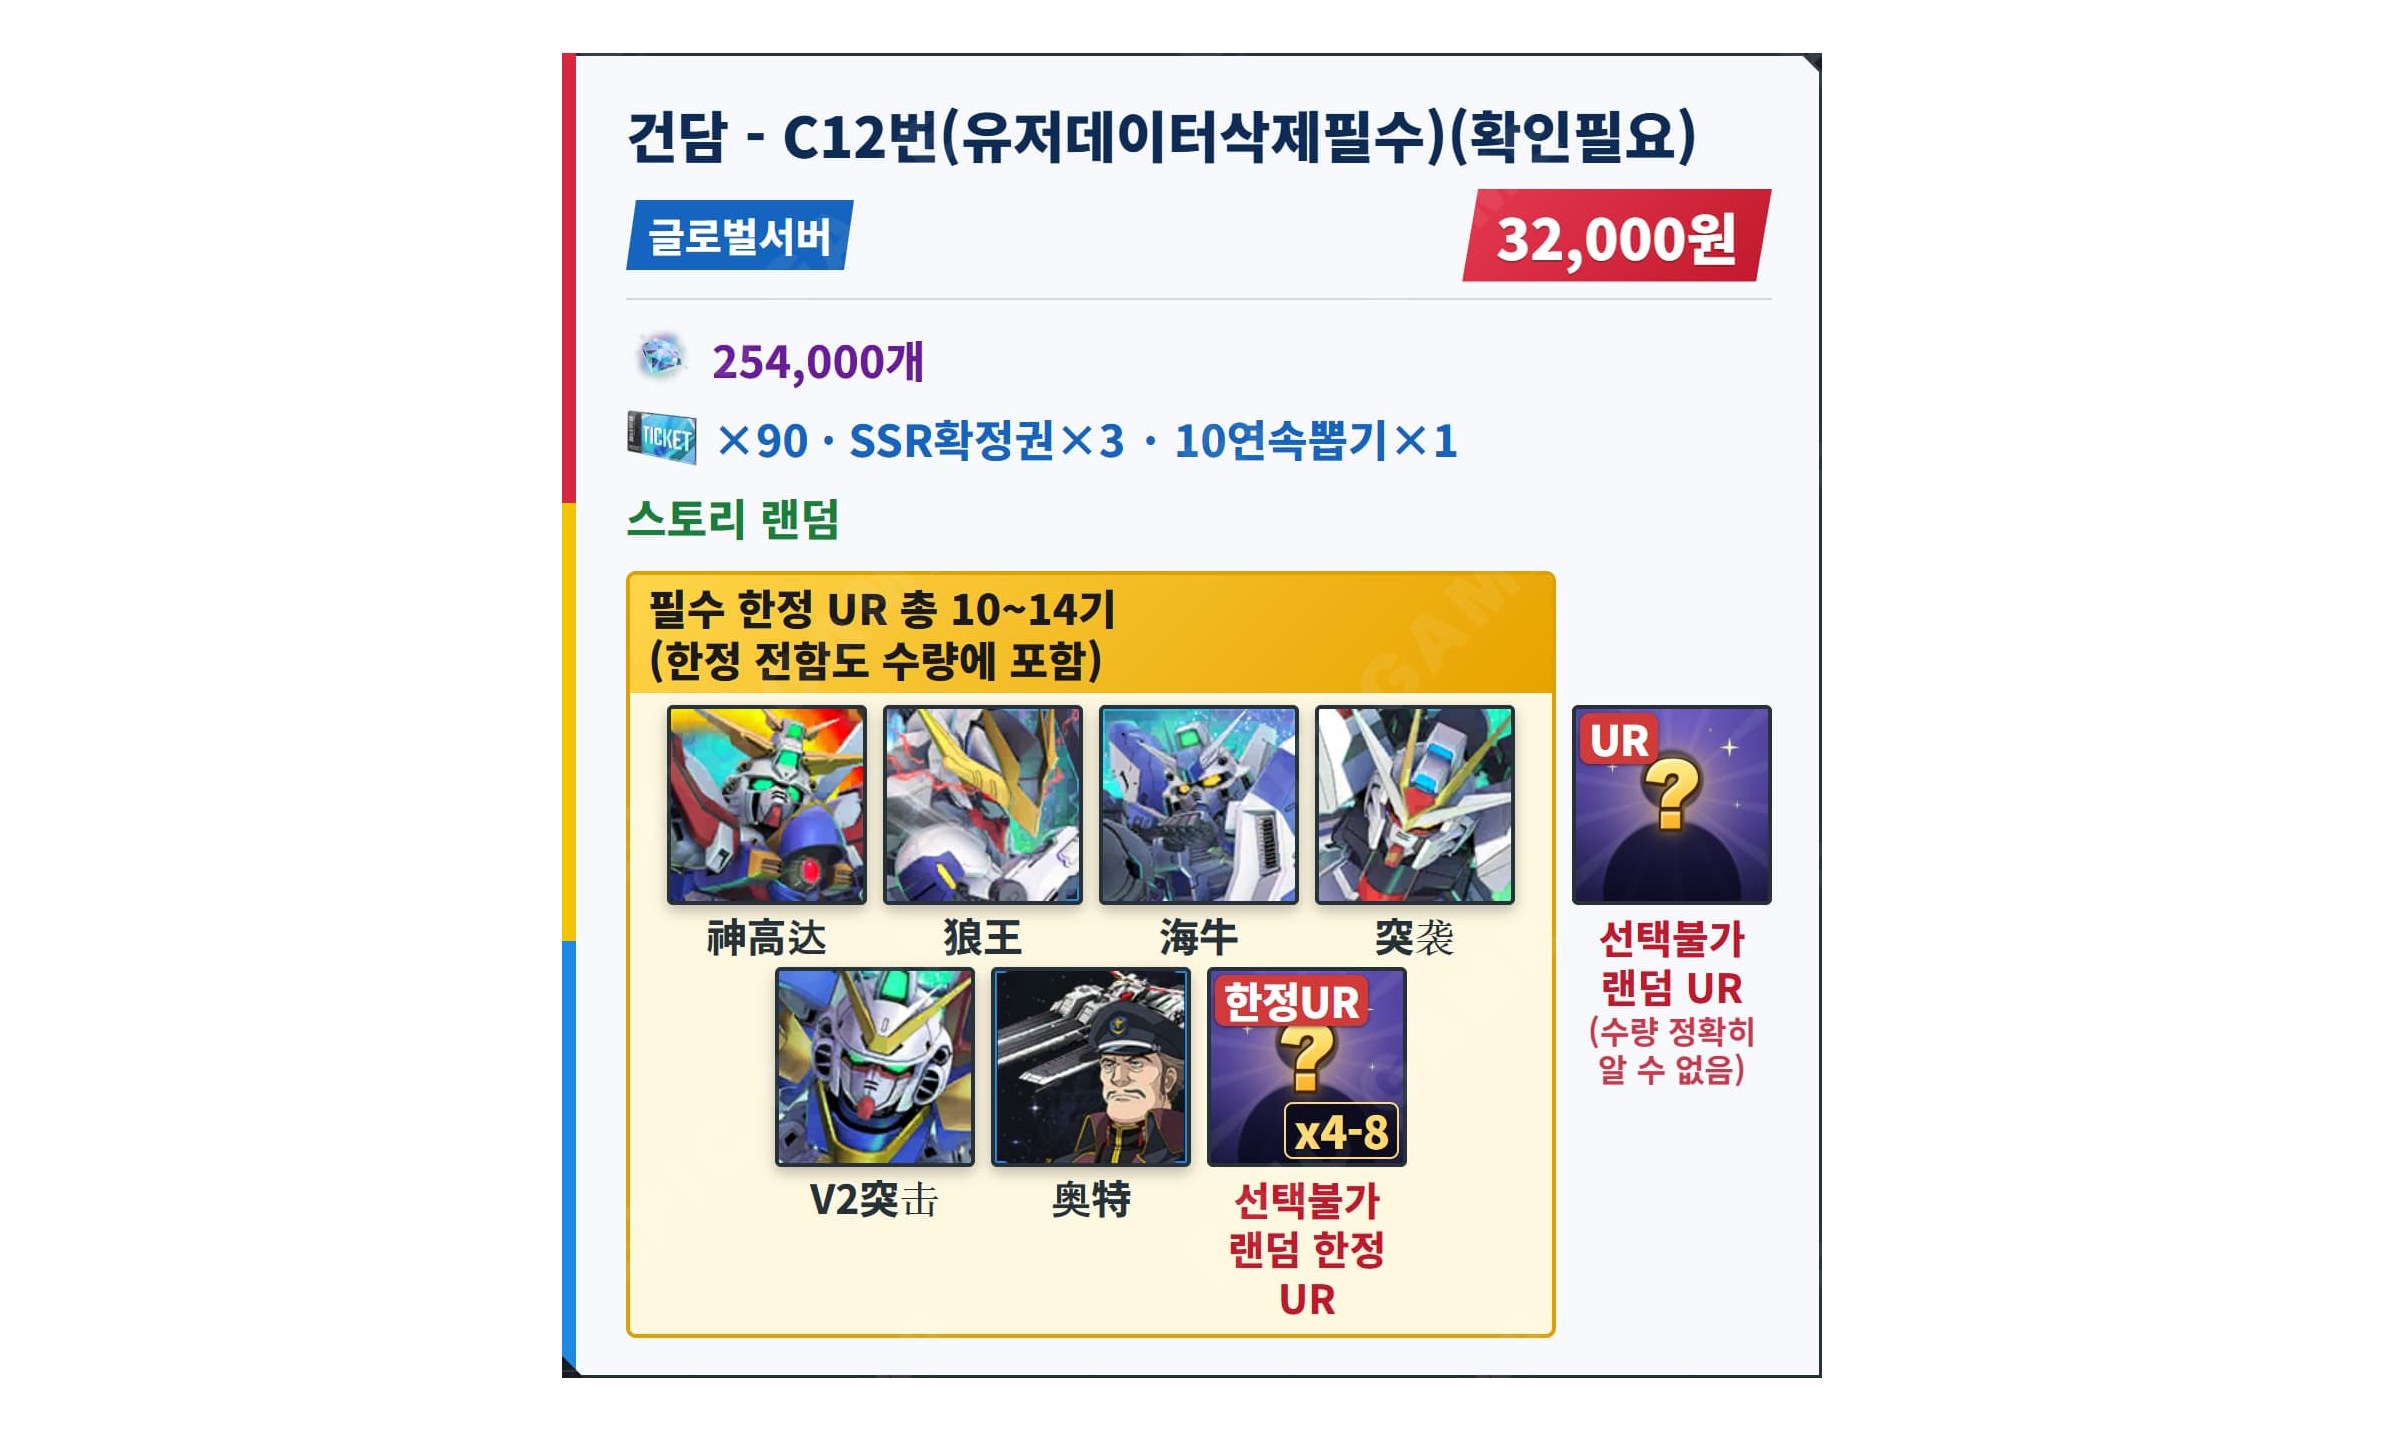 건담 - C12번(유저데이터삭제필수)(확인필요)
글로벌서버
32,000원
254,000개
TICKET ×90 · SSR확정권×3 · 10연속뽑기×1
스토리 랜덤
필수 한정 UR 총 10~14기
(한정 전함도 수량에 포함)
神高达
狼王
海牛
突袭
UR
?
선택불가
랜덤 UR
(수량 정확히
알 수 없음)
V2突击
奥特
한정UR
?
x4-8
선택불가
랜덤 한정
UR
GAM